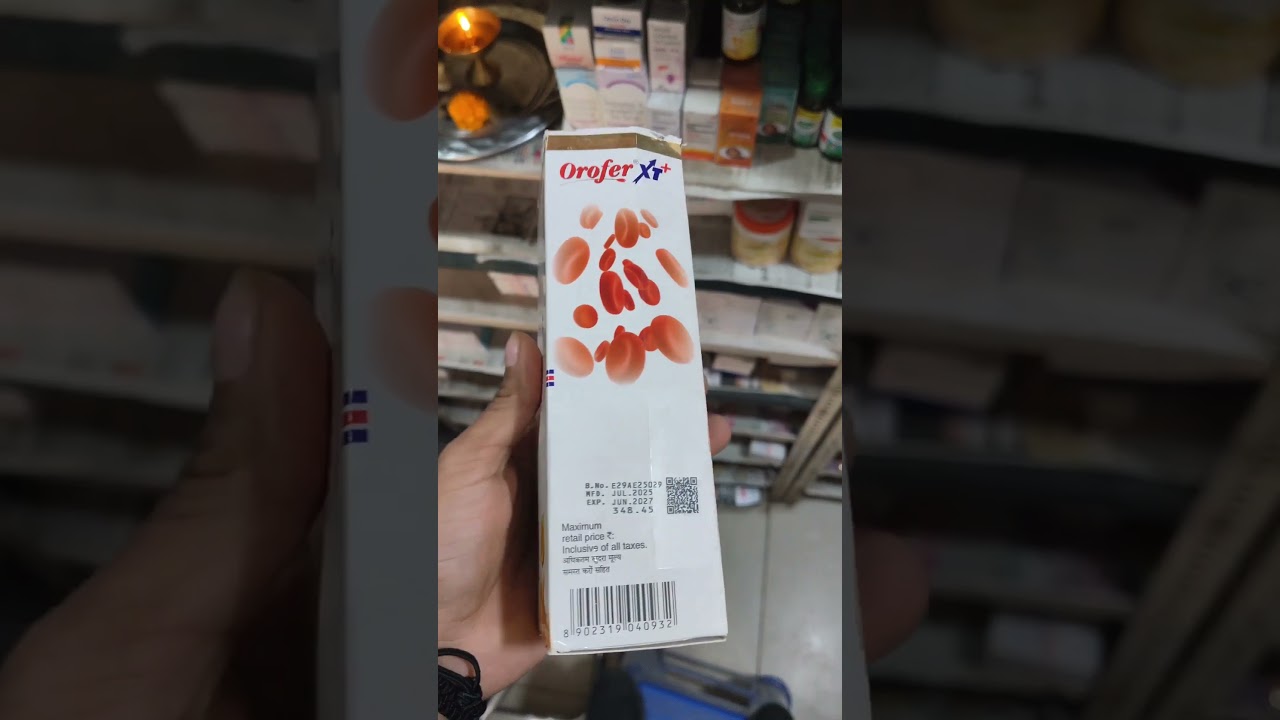 Orofer XT+
B.No. E29AE25029
MFD. JUL.2025
EXP. JUN.2027
348.45
Maximum
retail price ₹:
Inclusive of all taxes.
अधिकतम खुदरा मूल्य
समस्त करों सहित
8 902319 040932